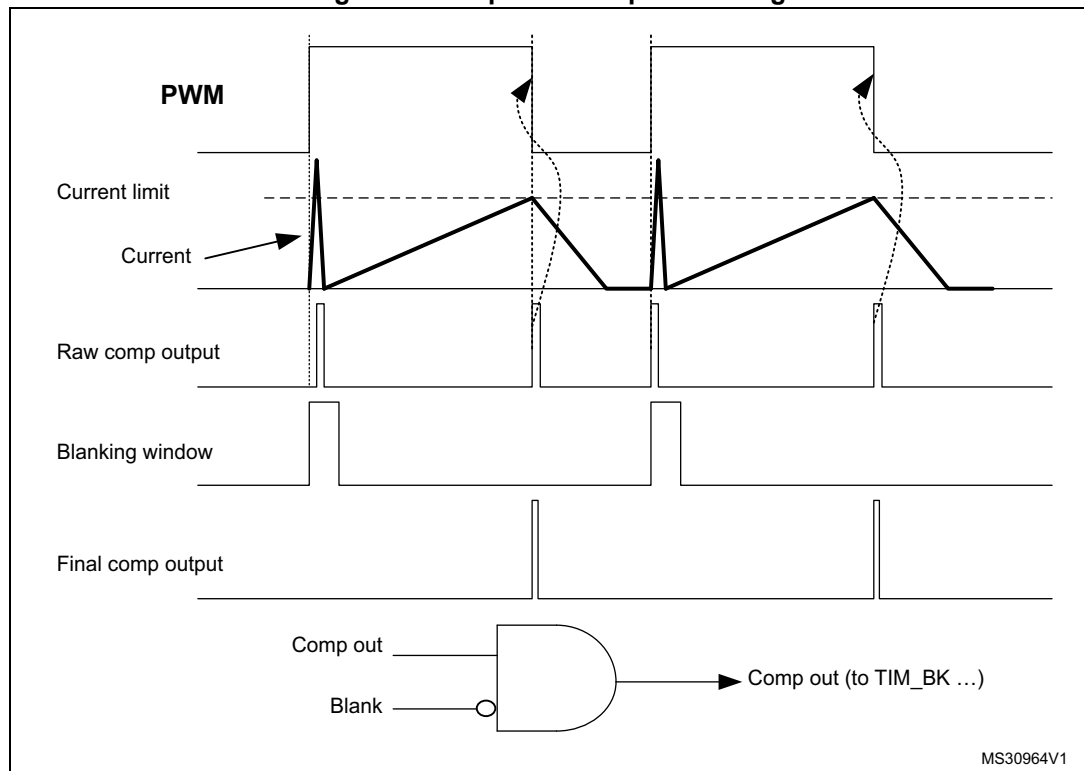 PWM
Current limit
Current
Raw comp output
Blanking window
Final comp output
Comp out
Comp out (to TIM_BK …)
Blank
MS30964V1